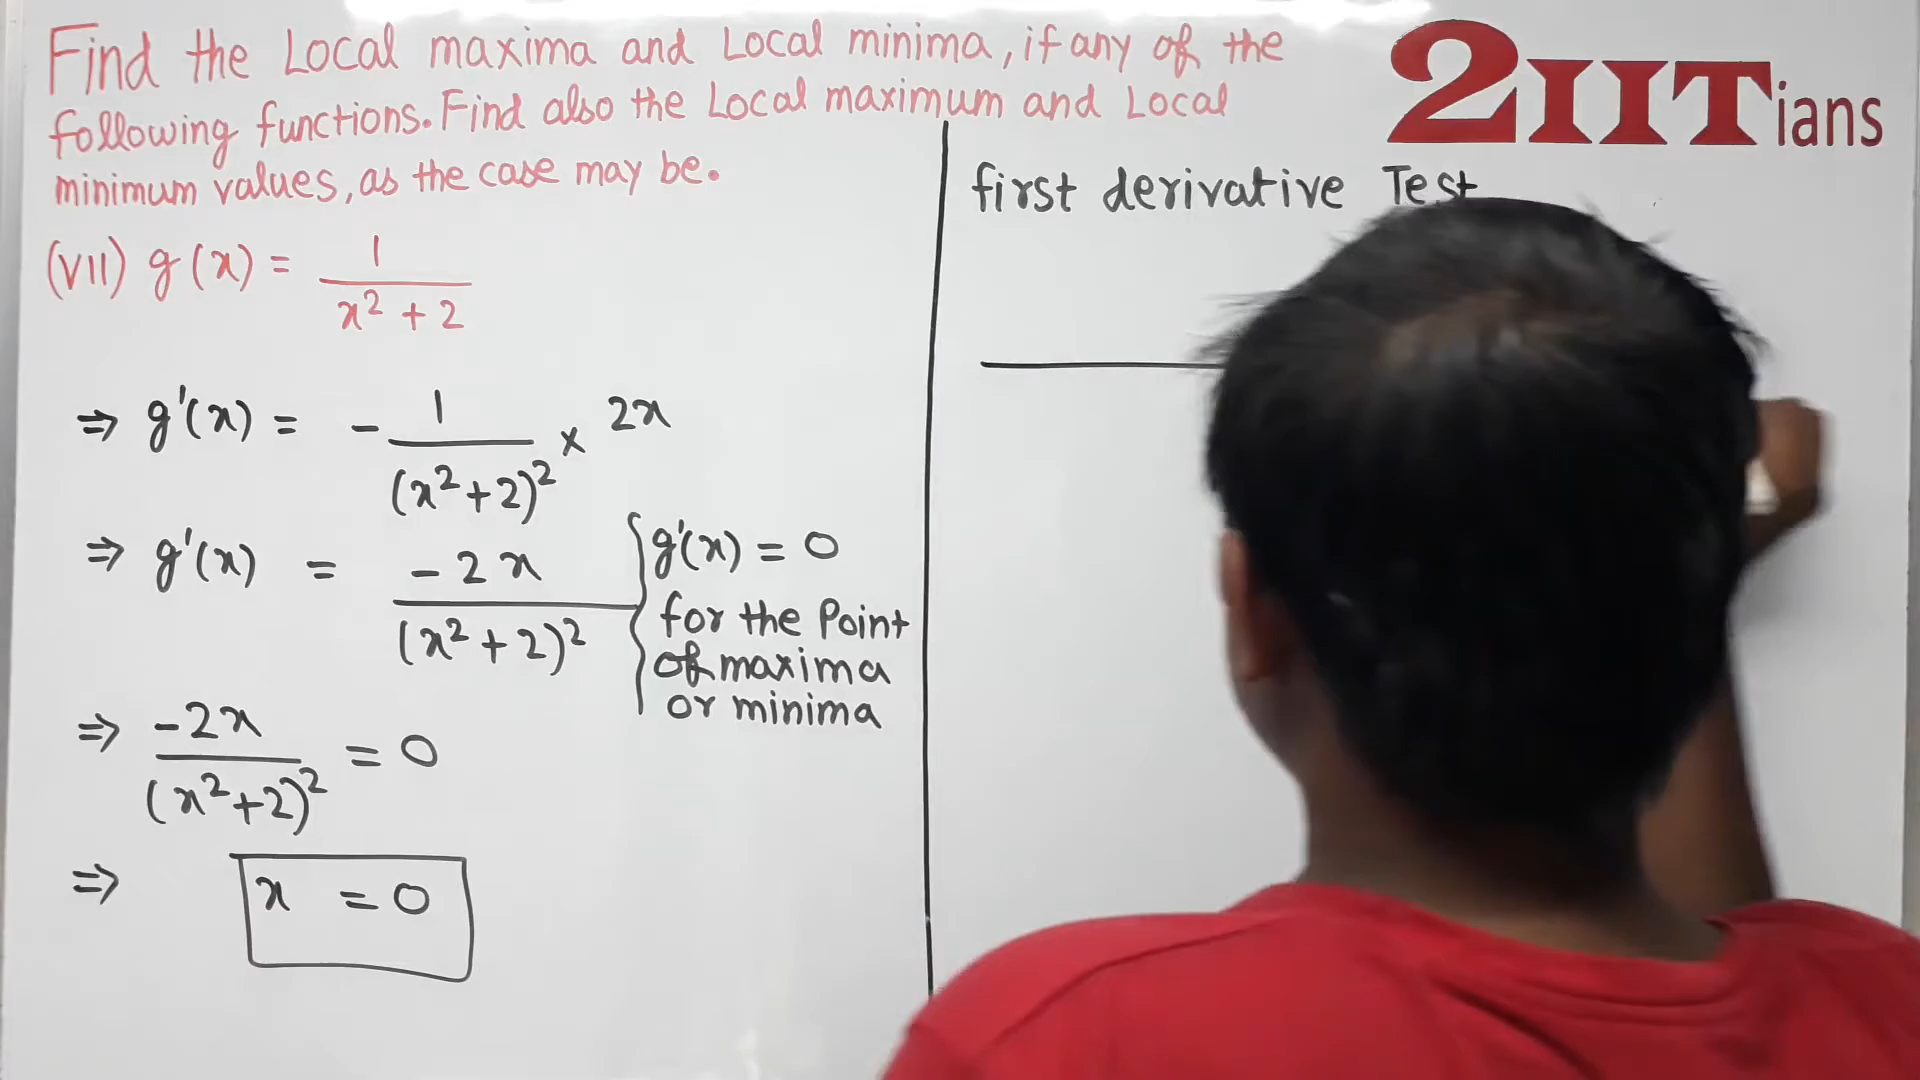 Find the Local maxima and Local minima, if any of the
following functions. Find also the Local maximum and Local
minimum values, as the case may be.
(VII) g(x) = 1/(x² + 2)
⇒ g'(x) = - 1/(x²+2)² × 2x
⇒ g'(x) = -2x/(x²+2)²
g'(x) = 0
for the Point
of maxima
or minima
⇒ -2x/(x²+2)² = 0
⇒ x = 0
2IITians
first derivative Test